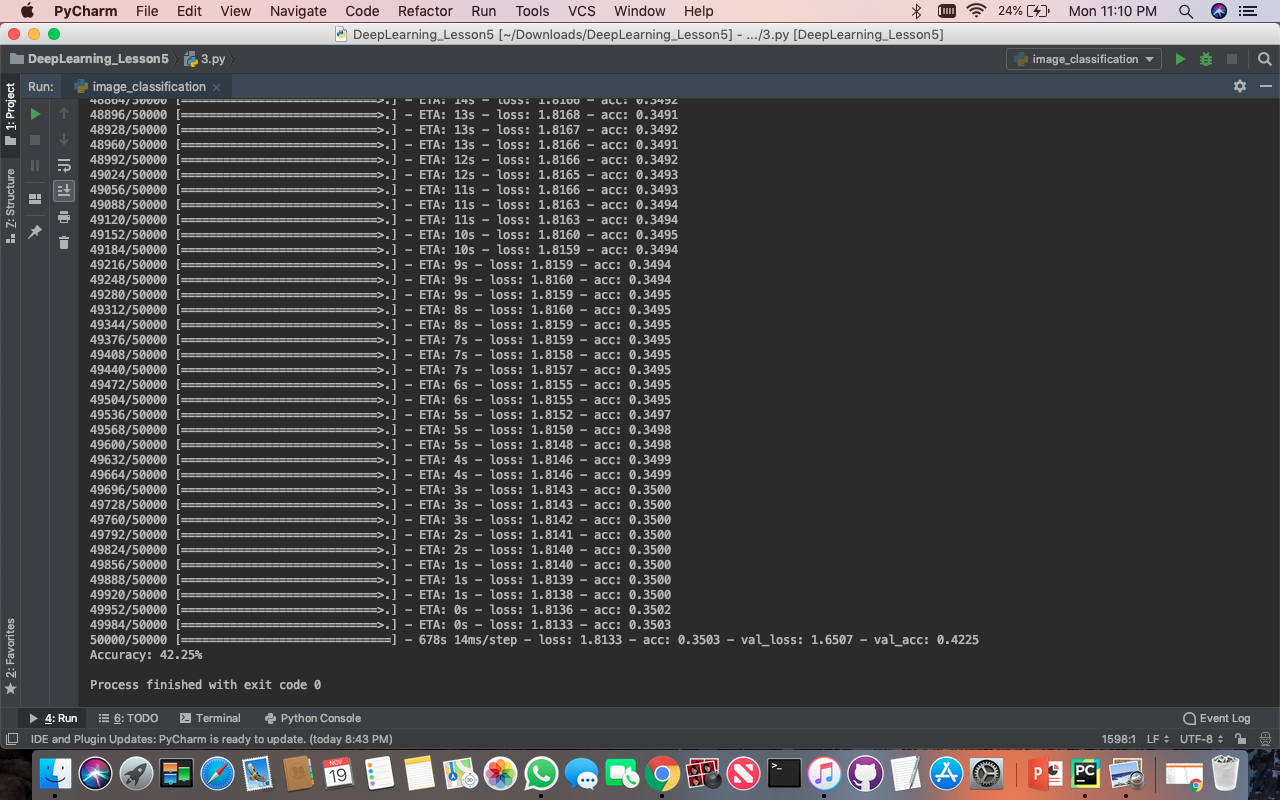 PyCharm File Edit View Navigate Code Refactor Run Tools VCS Window Help 24% Mon 11:10 PM
DeepLearning_Lesson5 [~/Downloads/DeepLearning_Lesson5] - .../3.py [DeepLearning_Lesson5]
DeepLearning_Lesson5 3.py image_classification
Run: image_classification
1: Project
Z: Structure
2: Favorites
48864/50000 [============================>.] - ETA: 14s - loss: 1.8166 - acc: 0.3492
48896/50000 [============================>.] - ETA: 13s - loss: 1.8168 - acc: 0.3491
48928/50000 [============================>.] - ETA: 13s - loss: 1.8167 - acc: 0.3492
48960/50000 [============================>.] - ETA: 13s - loss: 1.8166 - acc: 0.3491
48992/50000 [============================>.] - ETA: 12s - loss: 1.8166 - acc: 0.3492
49024/50000 [============================>.] - ETA: 12s - loss: 1.8165 - acc: 0.3493
49056/50000 [============================>.] - ETA: 11s - loss: 1.8166 - acc: 0.3493
49088/50000 [============================>.] - ETA: 11s - loss: 1.8163 - acc: 0.3494
49120/50000 [============================>.] - ETA: 11s - loss: 1.8163 - acc: 0.3494
49152/50000 [============================>.] - ETA: 10s - loss: 1.8160 - acc: 0.3495
49184/50000 [============================>.] - ETA: 10s - loss: 1.8159 - acc: 0.3494
49216/50000 [============================>.] - ETA: 9s - loss: 1.8159 - acc: 0.3494
49248/50000 [============================>.] - ETA: 9s - loss: 1.8160 - acc: 0.3494
49280/50000 [============================>.] - ETA: 9s - loss: 1.8159 - acc: 0.3495
49312/50000 [============================>.] - ETA: 8s - loss: 1.8160 - acc: 0.3495
49344/50000 [============================>.] - ETA: 8s - loss: 1.8159 - acc: 0.3495
49376/50000 [============================>.] - ETA: 7s - loss: 1.8159 - acc: 0.3495
49408/50000 [============================>.] - ETA: 7s - loss: 1.8158 - acc: 0.3495
49440/50000 [============================>.] - ETA: 7s - loss: 1.8157 - acc: 0.3495
49472/50000 [============================>.] - ETA: 6s - loss: 1.8155 - acc: 0.3495
49504/50000 [============================>.] - ETA: 6s - loss: 1.8155 - acc: 0.3495
49536/50000 [============================>.] - ETA: 5s - loss: 1.8152 - acc: 0.3497
49568/50000 [============================>.] - ETA: 5s - loss: 1.8150 - acc: 0.3498
49600/50000 [============================>.] - ETA: 5s - loss: 1.8148 - acc: 0.3498
49632/50000 [============================>.] - ETA: 4s - loss: 1.8146 - acc: 0.3499
49664/50000 [============================>.] - ETA: 4s - loss: 1.8146 - acc: 0.3499
49696/50000 [============================>.] - ETA: 3s - loss: 1.8143 - acc: 0.3500
49728/50000 [============================>.] - ETA: 3s - loss: 1.8143 - acc: 0.3500
49760/50000 [============================>.] - ETA: 3s - loss: 1.8142 - acc: 0.3500
49792/50000 [============================>.] - ETA: 2s - loss: 1.8141 - acc: 0.3500
49824/50000 [============================>.] - ETA: 2s - loss: 1.8140 - acc: 0.3500
49856/50000 [============================>.] - ETA: 1s - loss: 1.8140 - acc: 0.3500
49888/50000 [============================>.] - ETA: 1s - loss: 1.8139 - acc: 0.3500
49920/50000 [============================>.] - ETA: 1s - loss: 1.8138 - acc: 0.3500
49952/50000 [============================>.] - ETA: 0s - loss: 1.8136 - acc: 0.3502
49984/50000 [============================>.] - ETA: 0s - loss: 1.8133 - acc: 0.3503
50000/50000 [==============================] - 678s 14ms/step - loss: 1.8133 - acc: 0.3503 - val_loss: 1.6507 - val_acc: 0.4225
Accuracy: 42.25%
Process finished with exit code 0
4: Run 6: TODO Terminal Python Console Event Log
IDE and Plugin Updates: PyCharm is ready to update. (today 8:43 PM) 1598:1 LF UTF-8
NOV
19
PC